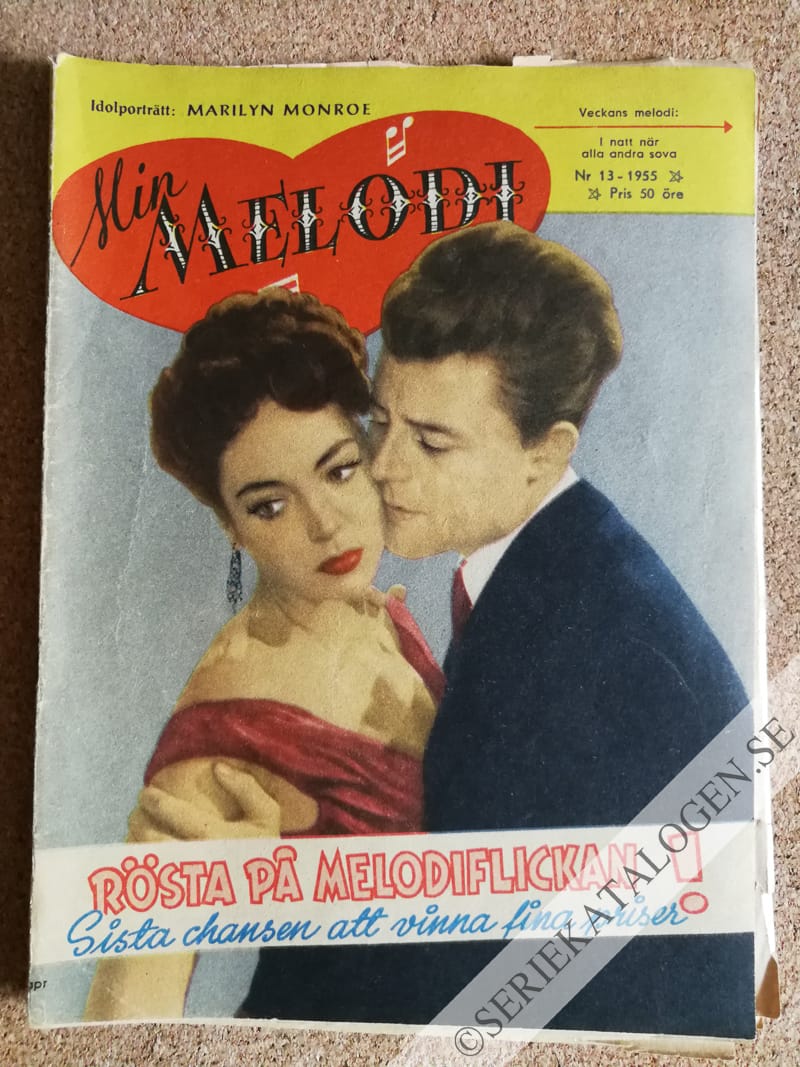 Idolporträtt: MARILYN MONROE
Veckans melodi:
I natt när
alla andra sova
Nr 13 - 1955
Pris 50 öre
Min
MELODI
RÖSTA PÅ MELODIFLICKAN !
Sista chansen att vinna fina priser
apr
© SERIEKATALOGEN.SE